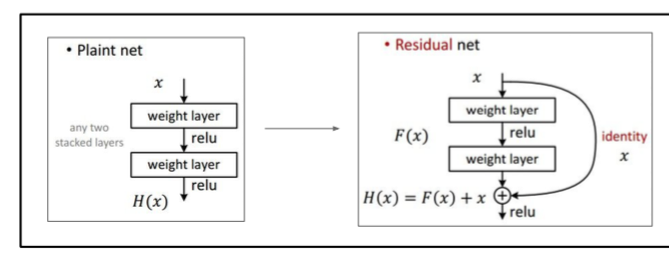 • Plaint net
x
weight layer
any two
stacked layers
relu
weight layer
relu
H(x)
• Residual net
x
weight layer
F(x)
relu
identity
x
weight layer
H(x) = F(x) + x
relu